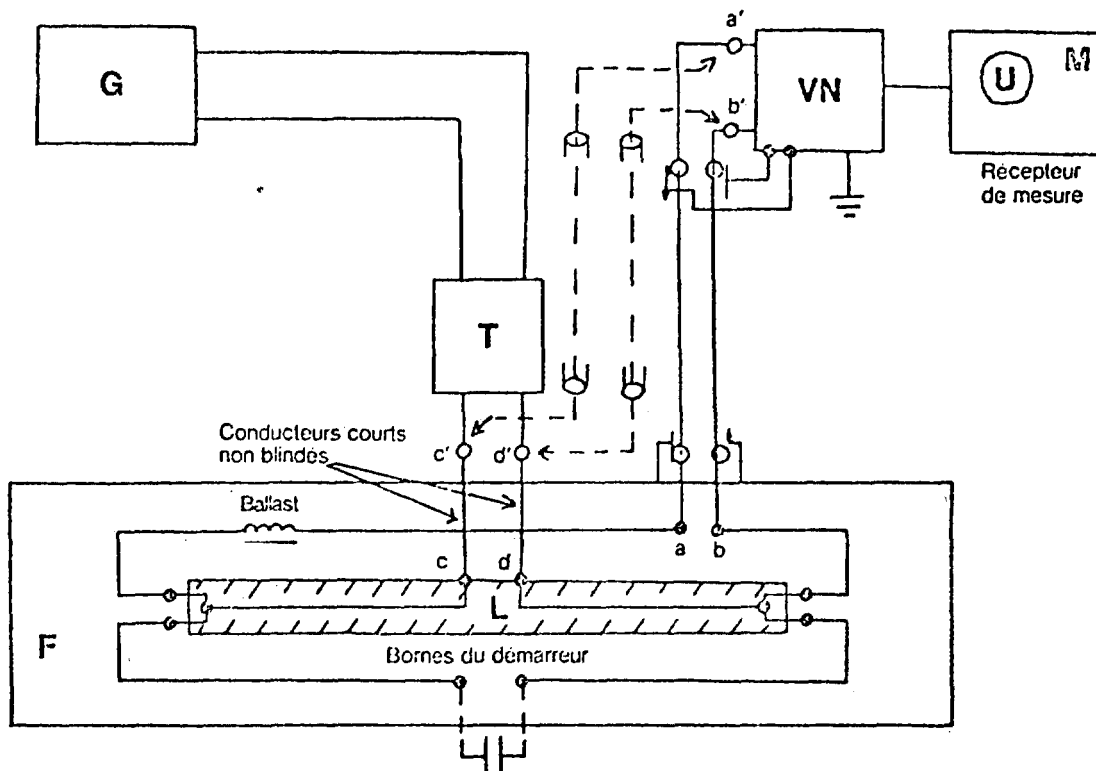 G
a'
VN
U
M
b'
Récepteur
de mesure
T
Conducteurs courts
non blindés
c'
d'
Ballast
a
b
c
d
L
F
Bornes du démarreur